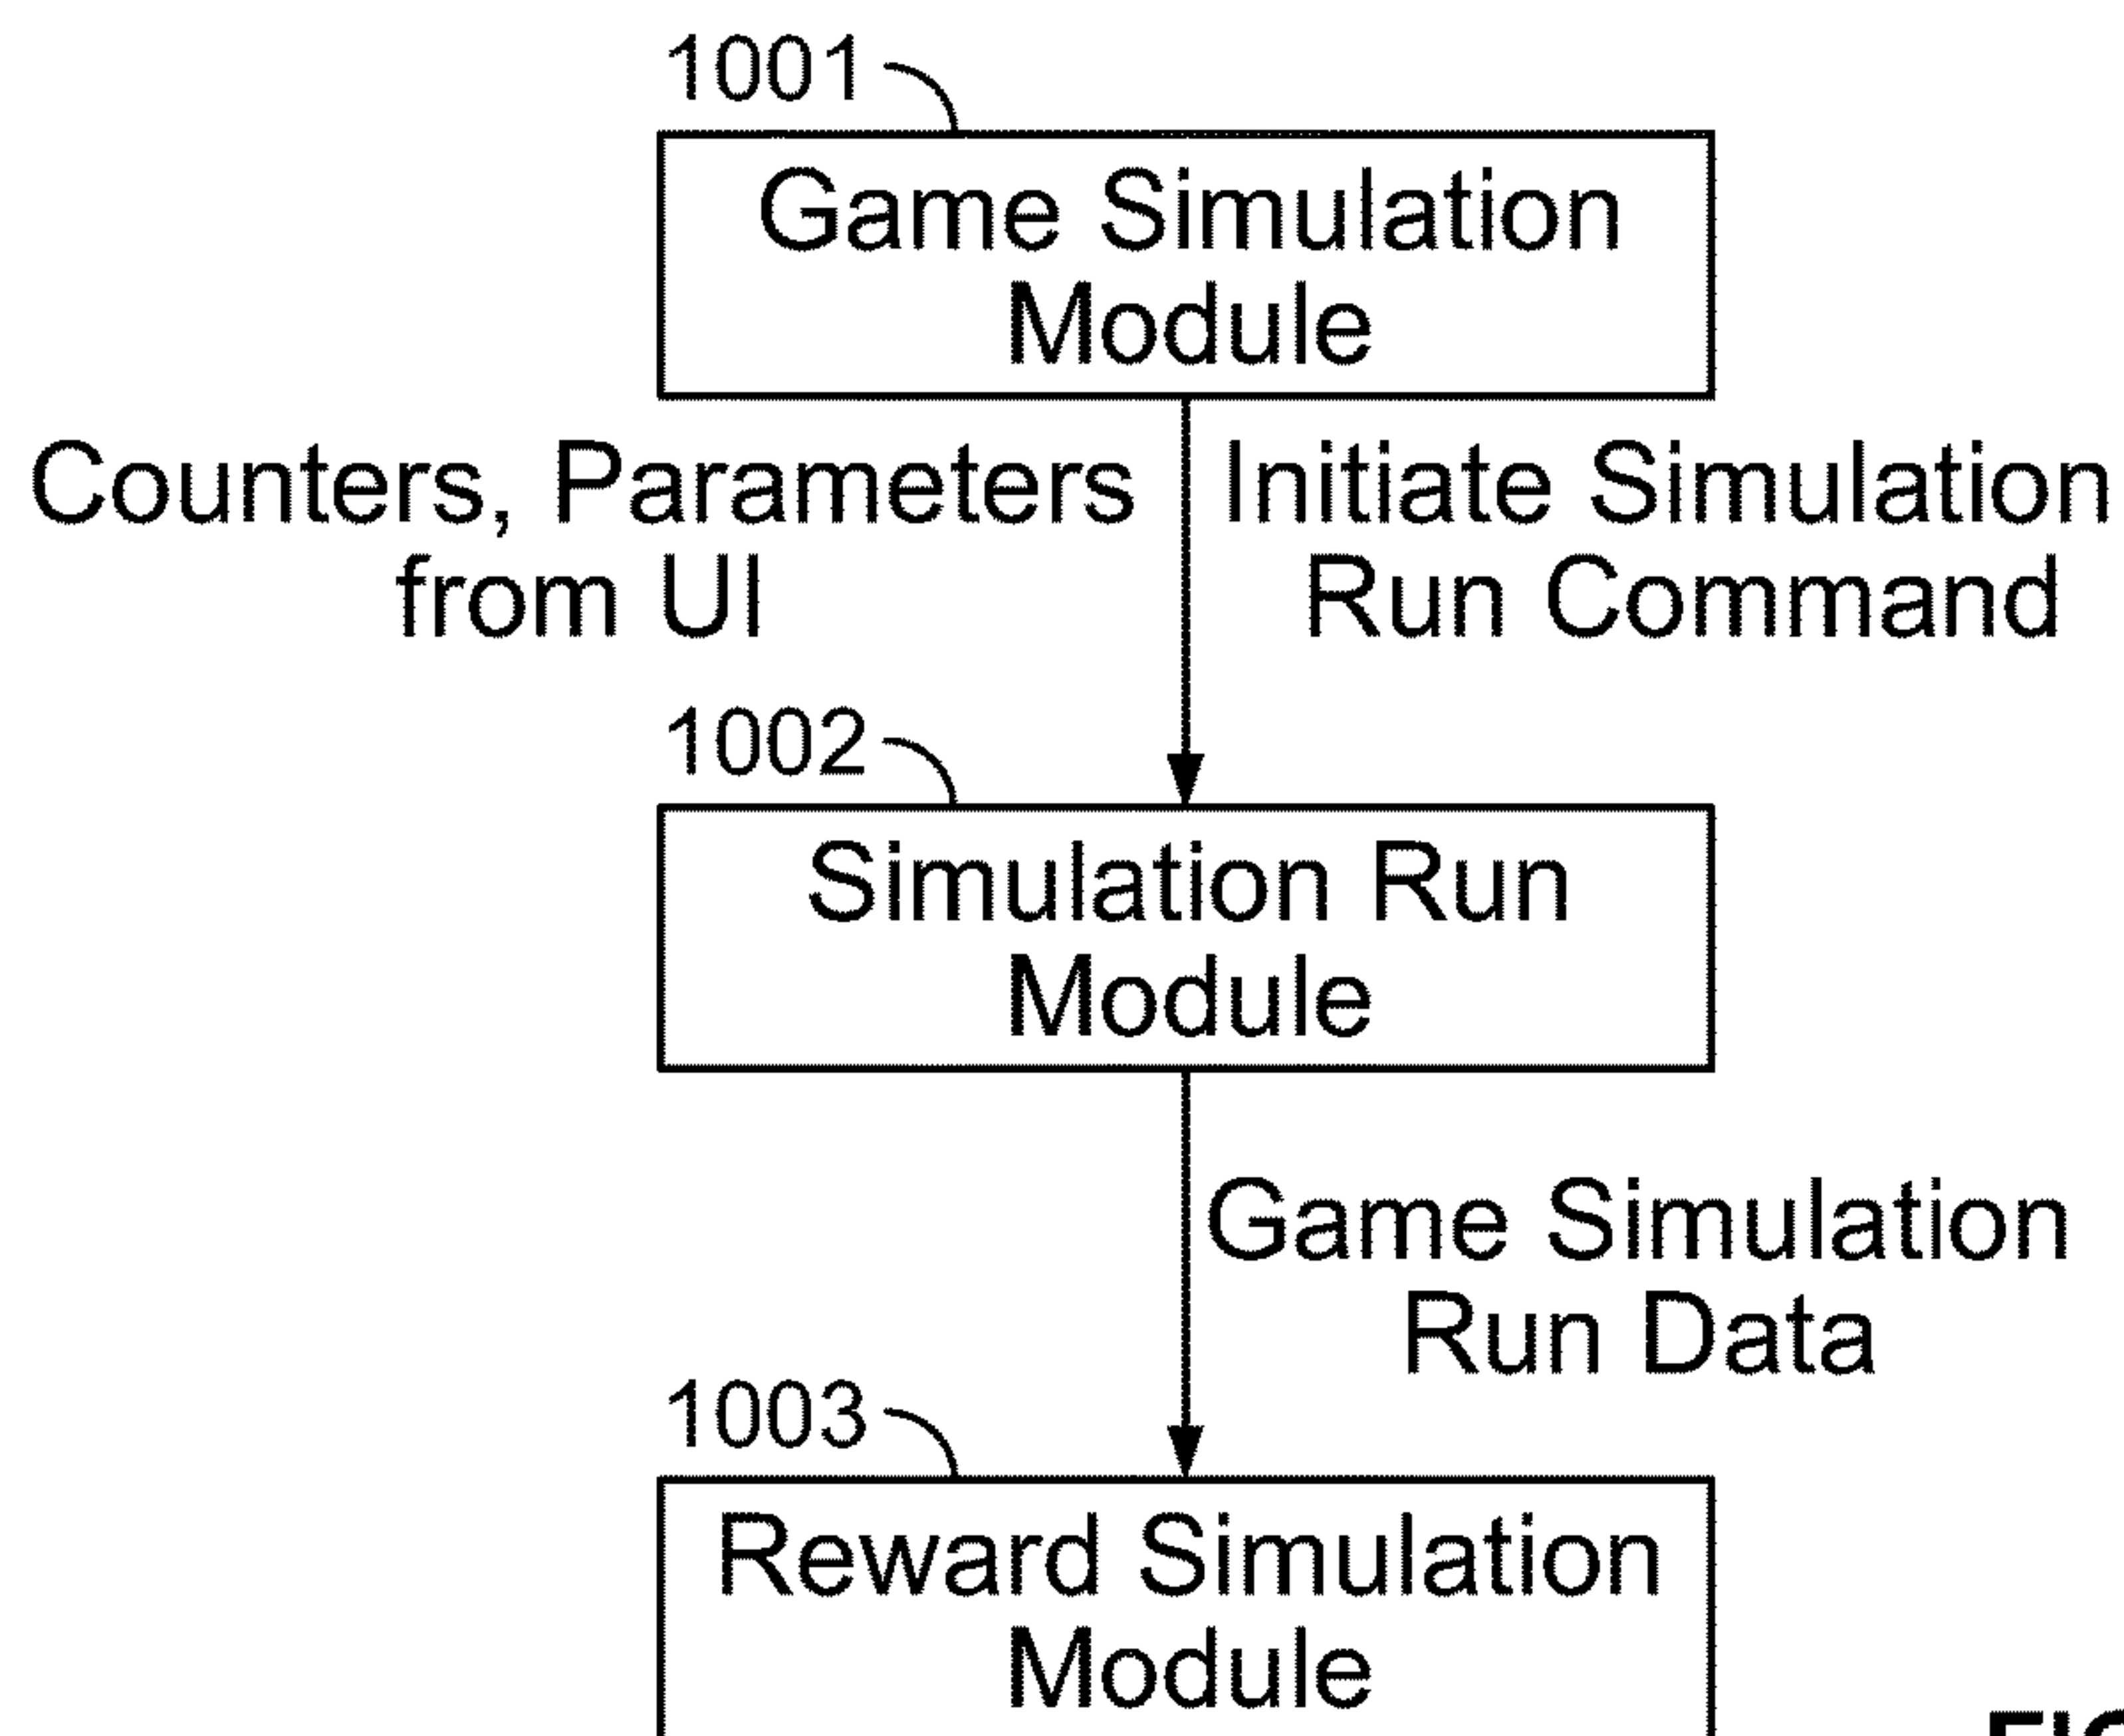 1001
Game Simulation
Module
Counters, Parameters
from UI
Initiate Simulation
Run Command
1002
Simulation Run
Module
Game Simulation
Run Data
1003
Reward Simulation
Module